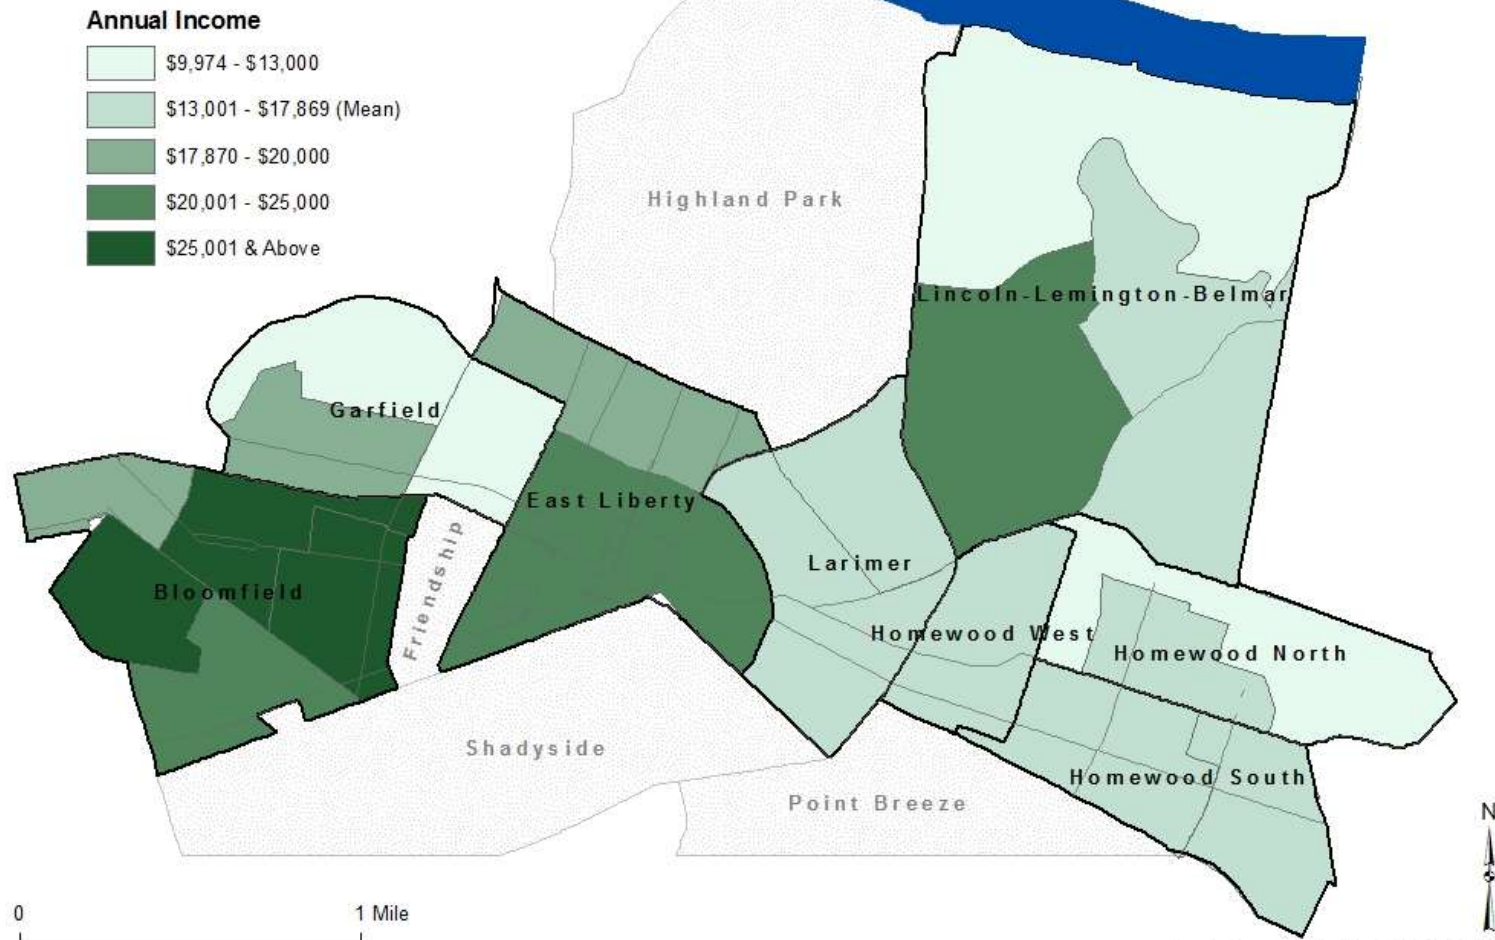 Annual Income
$9,974 - $13,000
$13,001 - $17,869 (Mean)
$17,870 - $20,000
$20,001 - $25,000
$25,001 & Above
Highland Park
Lincoln-Lemington-Belmar
Garfield
East Liberty
Friendship
Larimer
Bloomfield
Homewood West
Homewood North
Shadyside
Homewood South
Point Breeze
N
0
1 Mile